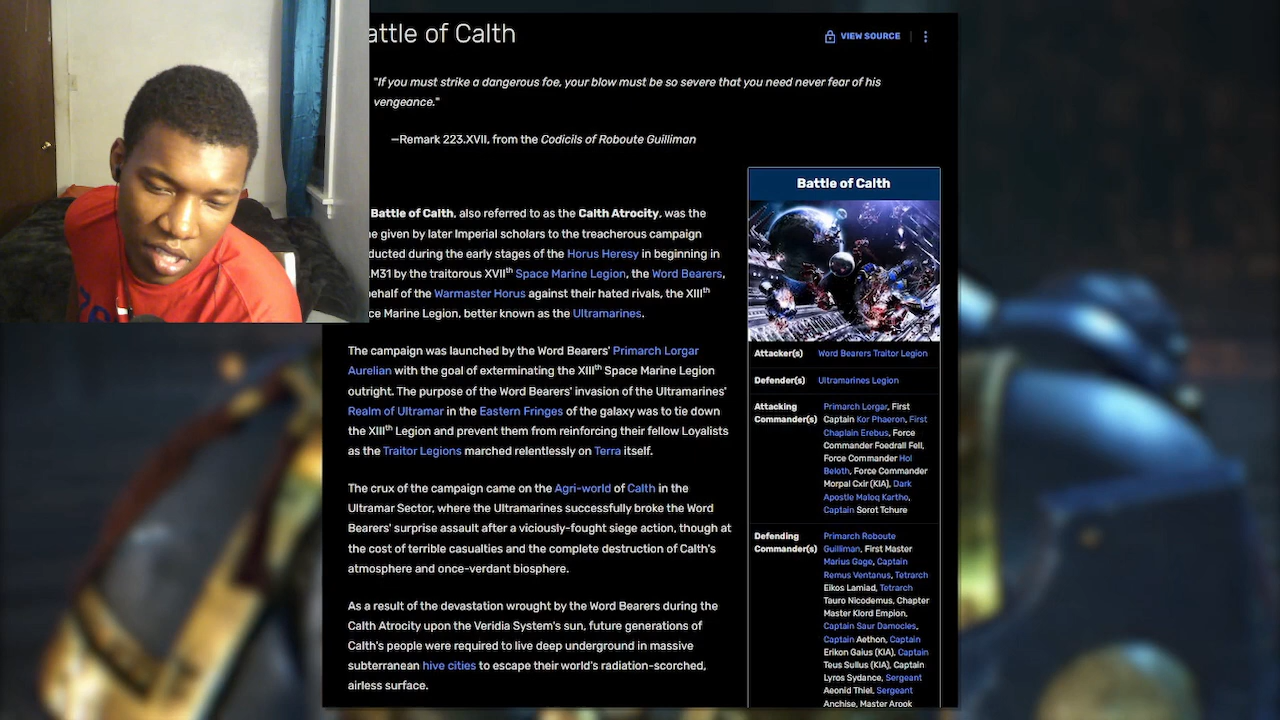 attle of Calth
VIEW SOURCE
"If you must strike a dangerous foe, your blow must be so severe that you need never fear of his
vengeance."
—Remark 223.XVII, from the Codicils of Roboute Guilliman
Battle of Calth, also referred to as the Calth Atrocity, was the
e given by later Imperial scholars to the treacherous campaign
ducted during the early stages of the Horus Heresy in beginning in
.M31 by the traitorous XVIIth Space Marine Legion, the Word Bearers,
behalf of the Warmaster Horus against their hated rivals, the XIIIth
ce Marine Legion, better known as the Ultramarines.
The campaign was launched by the Word Bearers' Primarch Lorgar
Aurelian with the goal of exterminating the XIIIth Space Marine Legion
outright. The purpose of the Word Bearers' invasion of the Ultramarines'
Realm of Ultramar in the Eastern Fringes of the galaxy was to tie down
the XIIIth Legion and prevent them from reinforcing their fellow Loyalists
as the Traitor Legions marched relentlessly on Terra itself.
The crux of the campaign came on the Agri-world of Calth in the
Ultramar Sector, where the Ultramarines successfully broke the Word
Bearers' surprise assault after a viciously-fought siege action, though at
the cost of terrible casualties and the complete destruction of Calth's
atmosphere and once-verdant biosphere.
As a result of the devastation wrought by the Word Bearers during the
Calth Atrocity upon the Veridia System's sun, future generations of
Calth's people were required to live deep underground in massive
subterranean hive cities to escape their world's radiation-scorched,
airless surface.
Battle of Calth
Attacker(s) Word Bearers Traitor Legion
Defender(s) Ultramarines Legion
Attacking Primarch Lorgar, First
Commander(s) Captain Kor Phaeron, First
Chaplain Erebus, Force
Commander Foedrall Fell,
Force Commander Hol
Beloth, Force Commander
Morpal Cxir (KIA), Dark
Apostle Maloq Kartho,
Captain Sorot Tchure
Defending Primarch Roboute
Commander(s) Guilliman, First Master
Marius Gage, Captain
Remus Ventanus, Tetrarch
Eikos Lamiad, Tetrarch
Tauro Nicodemus, Chapter
Master Klord Empion,
Captain Saur Damocles,
Captain Aethon, Captain
Erikon Gaius (KIA), Captain
Teus Sullus (KIA), Captain
Lyros Sydance, Sergeant
Aeonid Thiel, Sergeant
Anchise, Master Arook